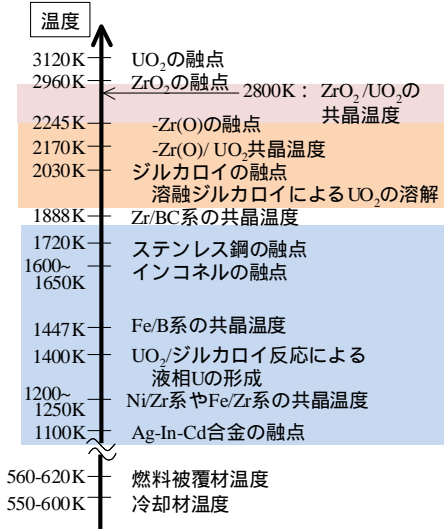 温度
3120K UO2の融点
2960K ZrO2の融点
2800K： ZrO2/UO2の
共晶温度
2245K -Zr(O)の融点
2170K -Zr(O)/ UO2共晶温度
2030K ジルカロイの融点
溶融ジルカロイによるUO2の溶解
1888K Zr/BC系の共晶温度
1720K ステンレス鋼の融点
1600~
1650K インコネルの融点
1447K Fe/B系の共晶温度
1400K UO2/ジルカロイ反応による
液相Uの形成
1200~
1250K Ni/Zr系やFe/Zr系の共晶温度
1100K Ag-In-Cd合金の融点
560-620K 燃料被覆材温度
550-600K 冷却材温度